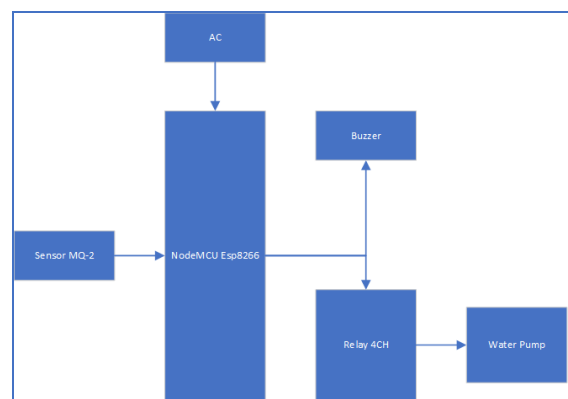 AC
Buzzer
Sensor MQ-2
NodeMCU Esp8266
Relay 4CH
Water Pump